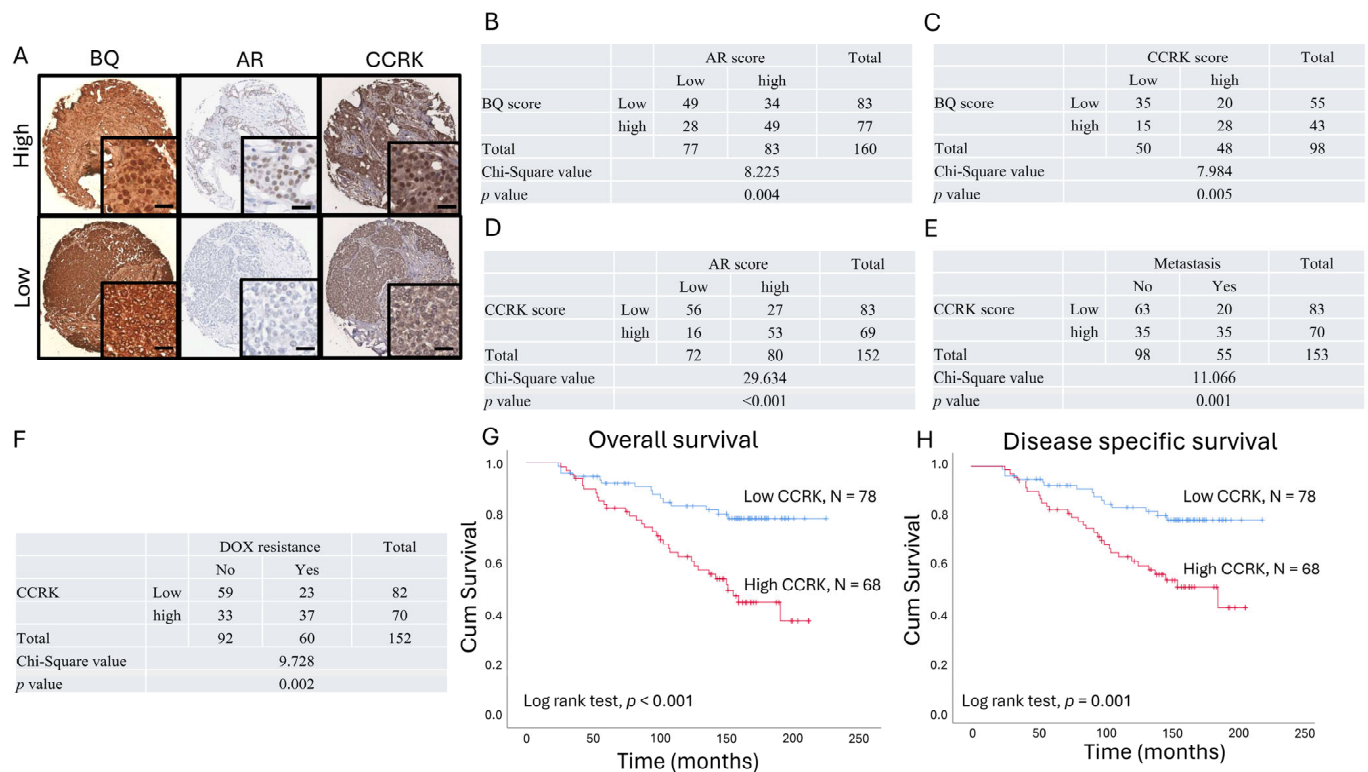 A
BQ AR CCRK
High
Low
B
AR score Total
Low high
BQ score Low 49 34 83
high 28 49 77
Total 77 83 160
Chi-Square value 8.225
p value 0.004
C
CCRK score Total
Low high
BQ score Low 35 20 55
high 15 28 43
Total 50 48 98
Chi-Square value 7.984
p value 0.005
D
AR score Total
Low high
CCRK score Low 56 27 83
high 16 53 69
Total 72 80 152
Chi-Square value 29.634
p value <0.001
E
Metastasis Total
No Yes
CCRK score Low 63 20 83
high 35 35 70
Total 98 55 153
Chi-Square value 11.066
p value 0.001
F
DOX resistance Total
No Yes
CCRK Low 59 23 82
high 33 37 70
Total 92 60 152
Chi-Square value 9.728
p value 0.002
G
Overall survival
Cum Survival
1.0
0.8
0.6
0.4
0.2
0.0
Low CCRK, N = 78
High CCRK, N = 68
Log rank test, p < 0.001
0 50 100 150 200 250
Time (months)
H
Disease specific survival
Cum Survival
1.0
0.8
0.6
0.4
0.2
0.0
Low CCRK, N = 78
High CCRK, N = 68
Log rank test, p = 0.001
0 50 100 150 200 250
Time (months)